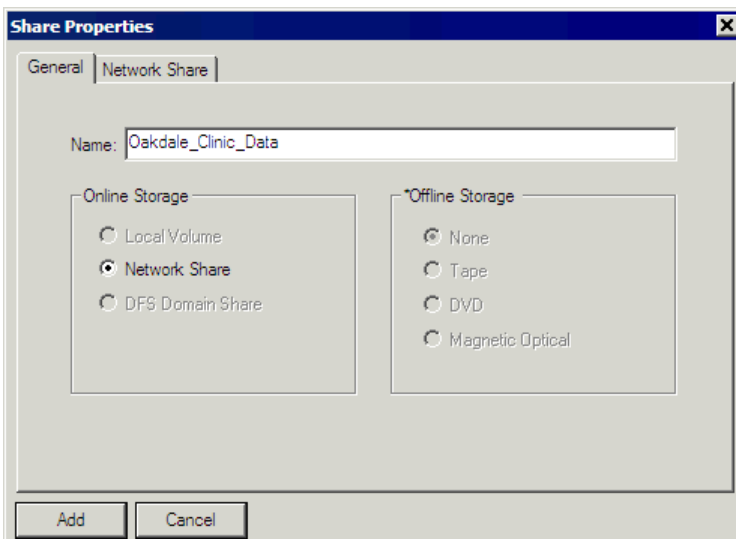 Share Properties
General
Network Share
Name: Oakdale_Clinic_Data
Online Storage
Local Volume
Network Share
DFS Domain Share
*Offline Storage
None
Tape
DVD
Magnetic Optical
Add
Cancel